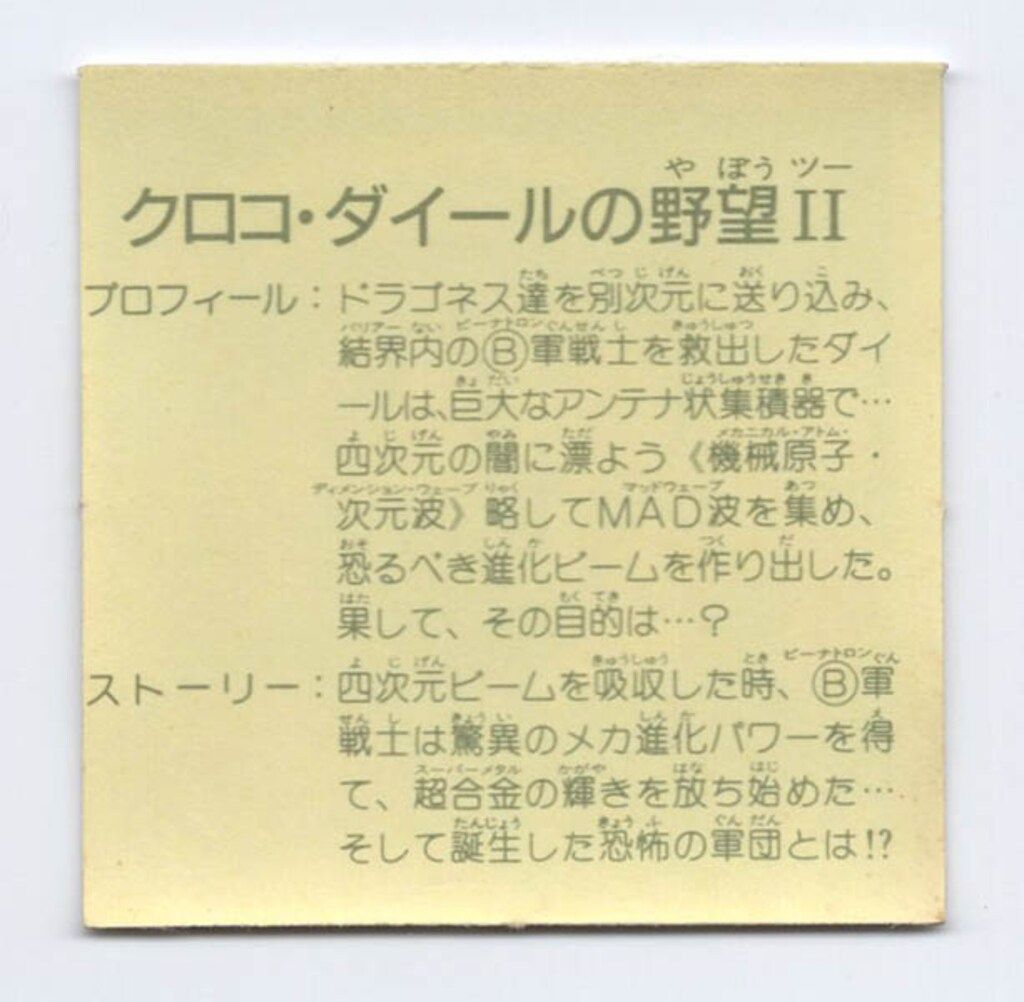 クロコ・ダイールの野望II
プロフィール：ドラゴネス達を別次元に送り込み、
結界内のⒷ軍戦士を救出したダイ
ールは、巨大なアンテナ状集積器で…
四次元の闇に漂よう《機械原子・
次元波》略してMAD波を集め、
恐るべき進化ビームを作り出した。
果して、その目的は…？
ストーリー：四次元ビームを吸収した時、Ⓑ軍
戦士は驚異のメカ進化パワーを得
て、超合金の輝きを放ち始めた…
そして誕生した恐怖の軍団とは!?